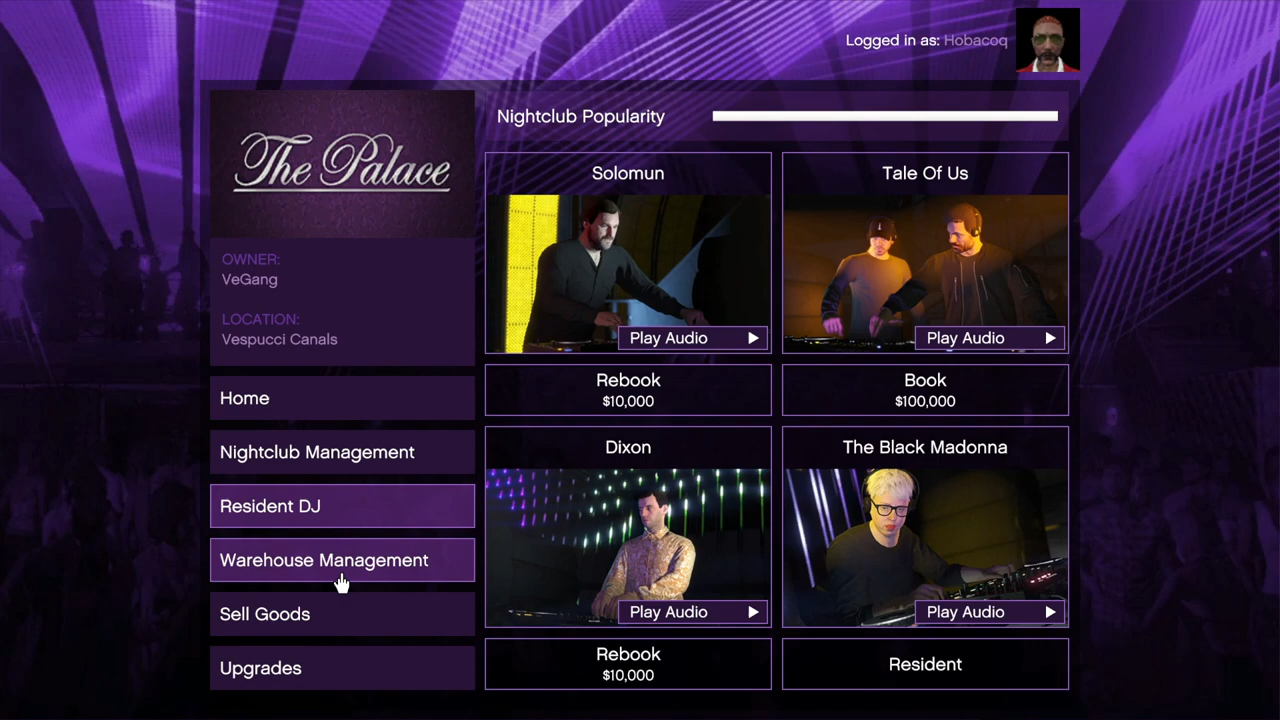 Logged in as: Hobacoq
The Palace
OWNER:
VeGang
LOCATION:
Vespucci Canals
Home
Nightclub Management
Resident DJ
Warehouse Management
Sell Goods
Upgrades
Nightclub Popularity
Solomun
Play Audio
Rebook
$10,000
Tale Of Us
Play Audio
Book
$100,000
Dixon
Play Audio
Rebook
$10,000
The Black Madonna
Play Audio
Resident